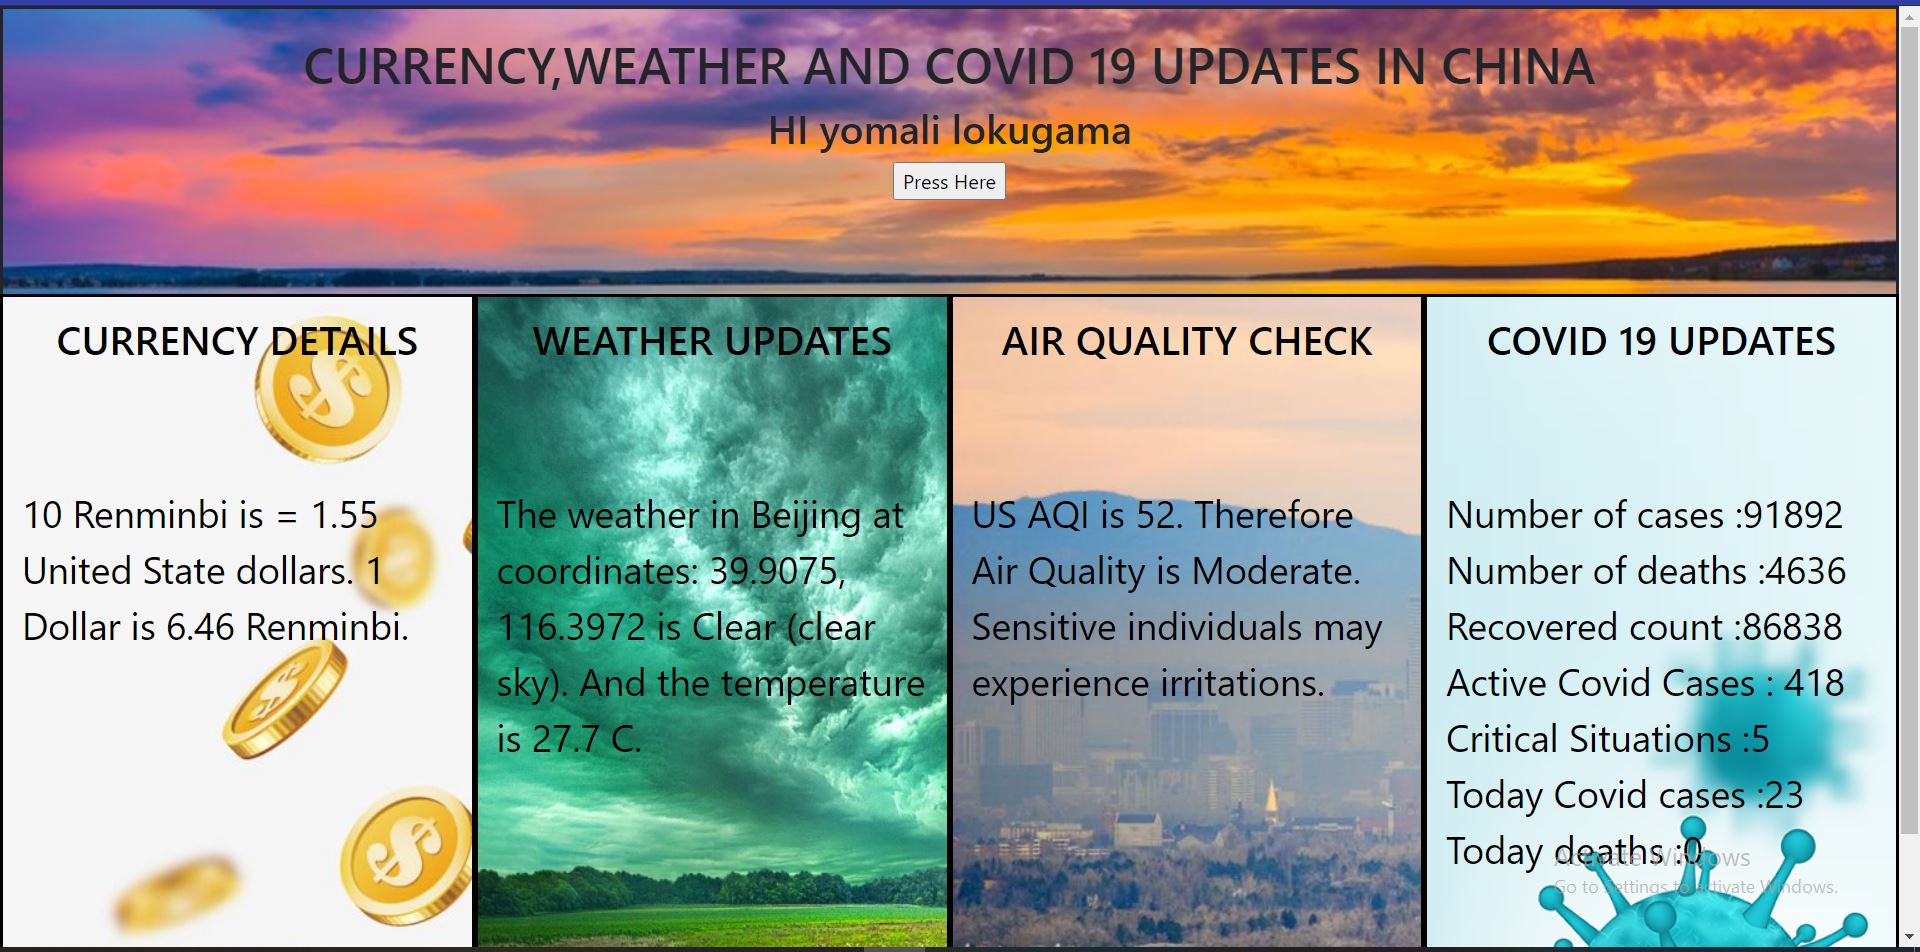 CURRENCY,WEATHER AND COVID 19 UPDATES IN CHINA
HI yomali lokugama
Press Here
CURRENCY DETAILS
10 Renminbi is = 1.55
United State dollars. 1
Dollar is 6.46 Renminbi.
WEATHER UPDATES
The weather in Beijing at
coordinates: 39.9075,
116.3972 is Clear (clear
sky). And the temperature
is 27.7 C.
AIR QUALITY CHECK
US AQI is 52. Therefore
Air Quality is Moderate.
Sensitive individuals may
experience irritations.
COVID 19 UPDATES
Number of cases :91892
Number of deaths :4636
Recovered count :86838
Active Covid Cases : 418
Critical Situations :5
Today Covid cases :23
Today deaths :0
Activate Windows
Go to Settings to activate Windows.